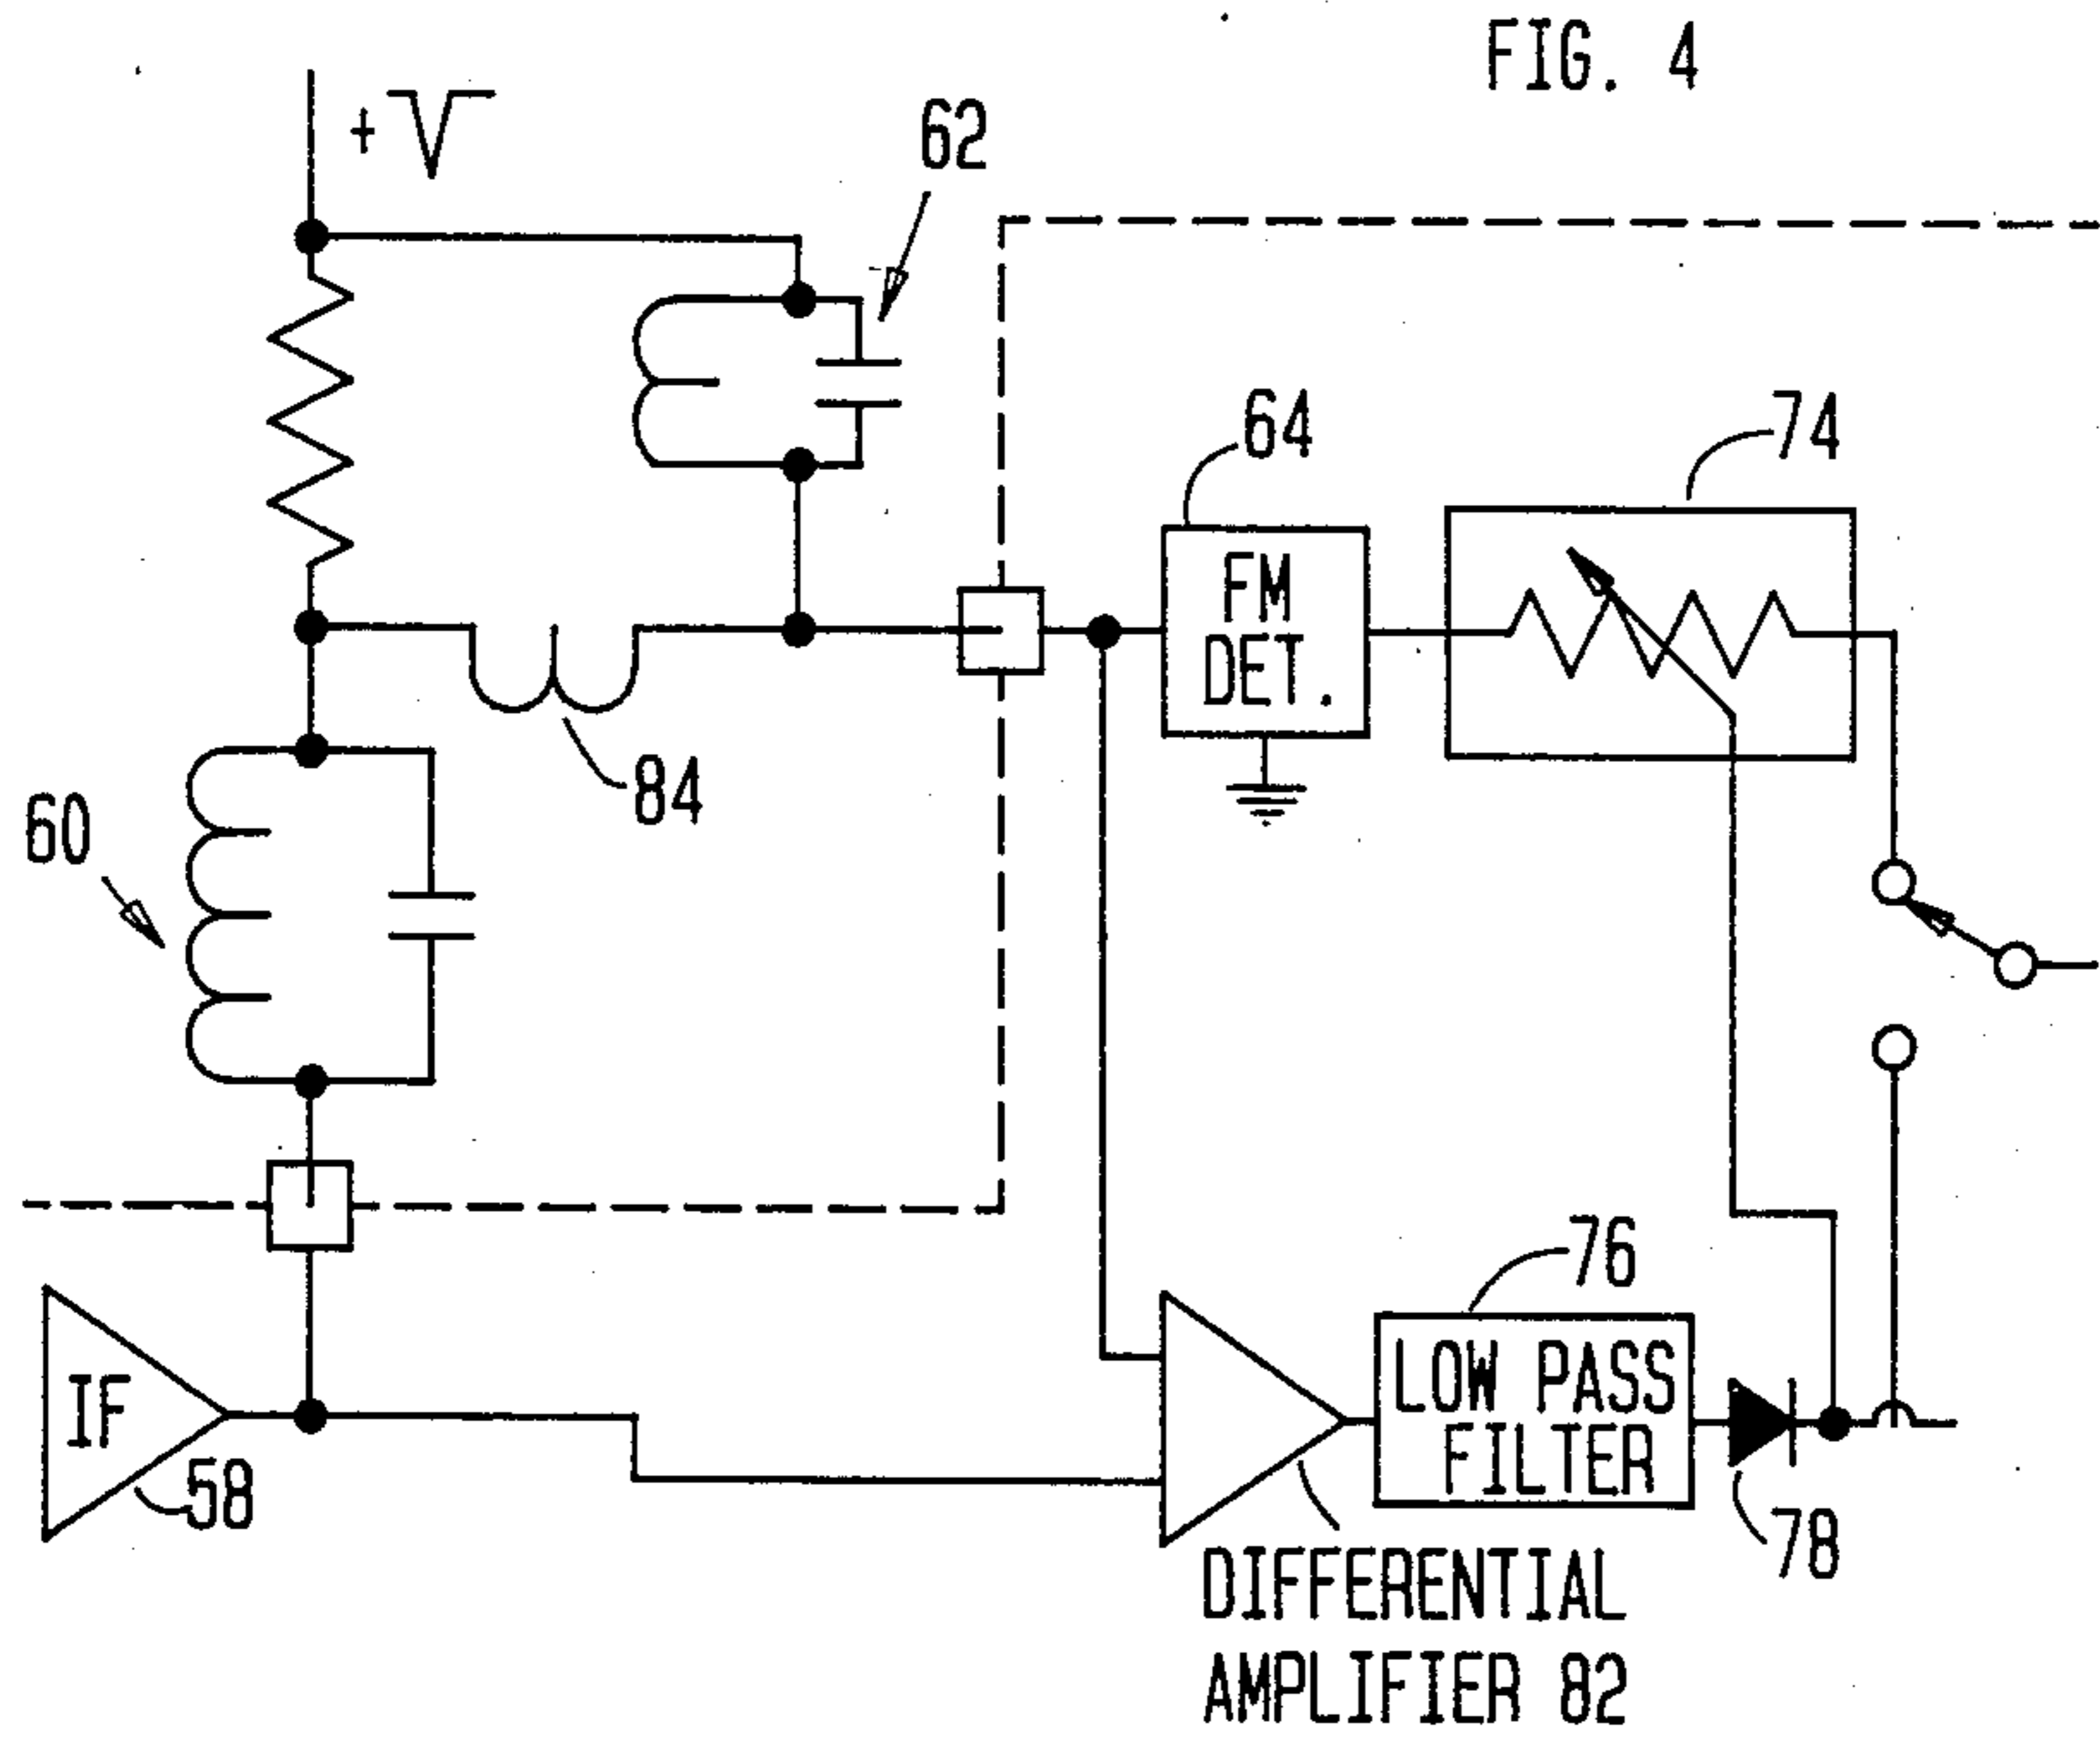 FIG. 4
+ V
62
64
74
FM
DET.
84
60
76
LOW PASS
FILTER
IF
58
78
DIFFERENTIAL
AMPLIFIER 82